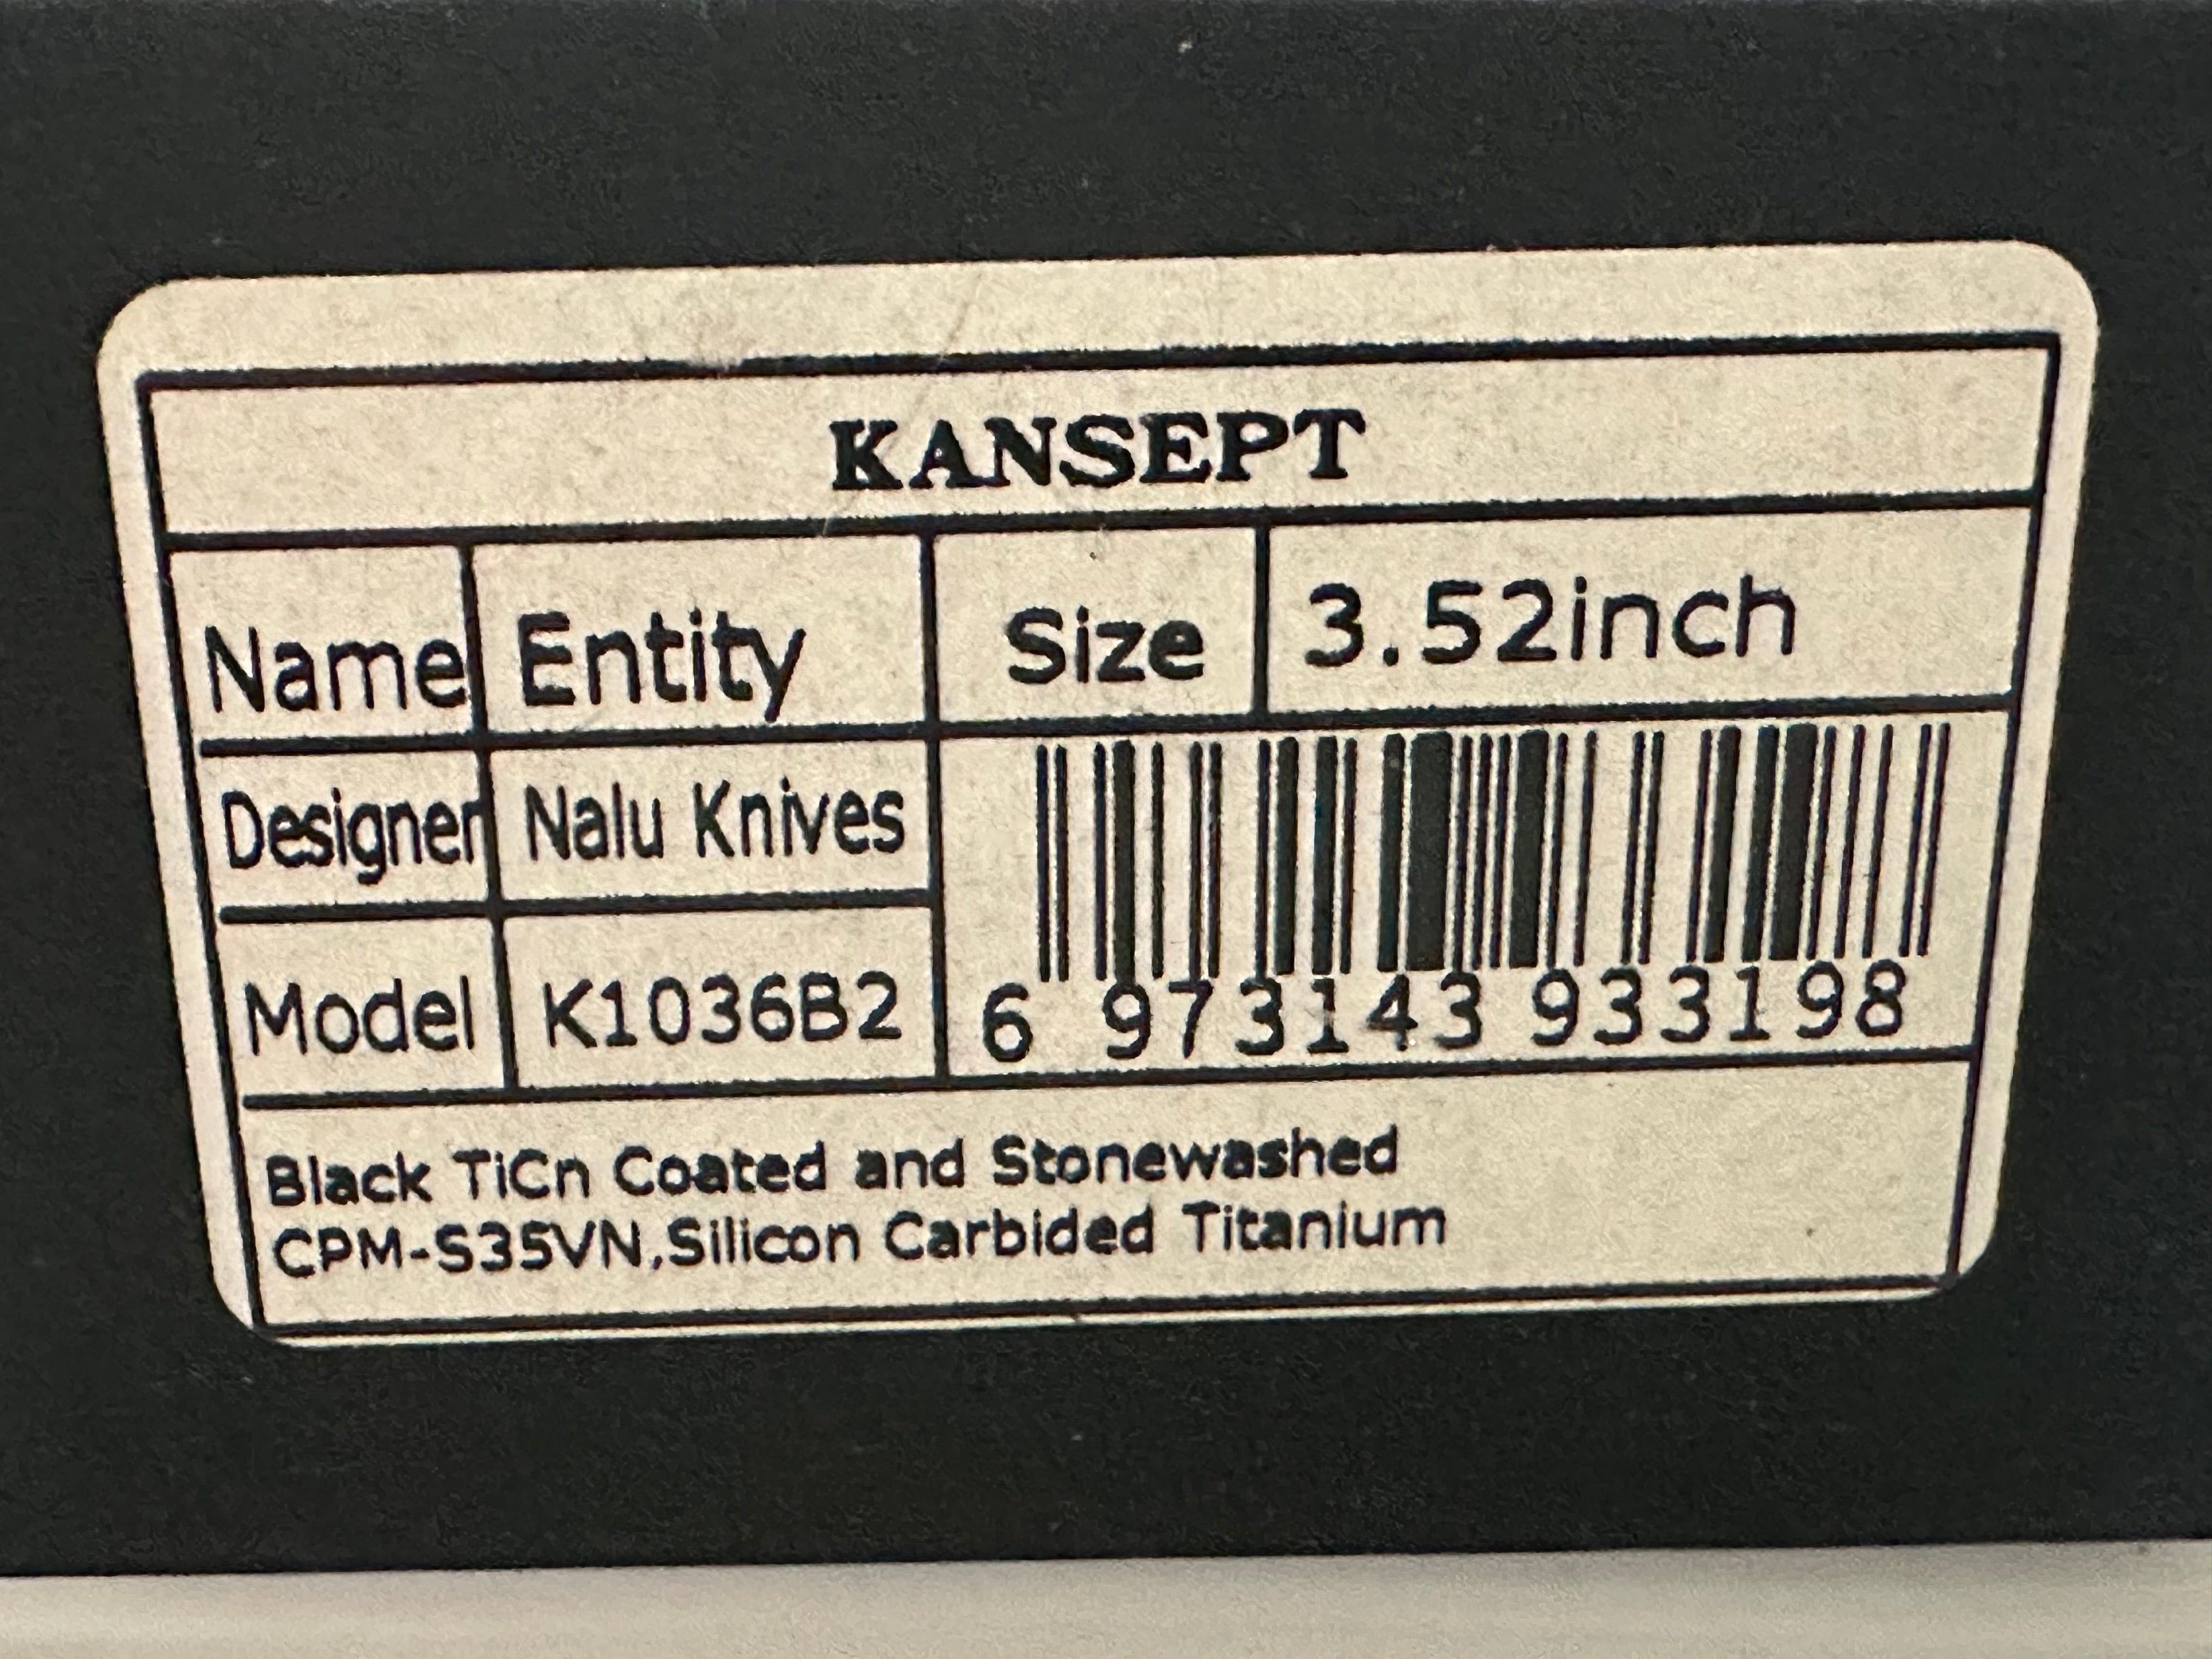 KANSEPT
Name Entity Size 3.52inch
Designer Nalu Knives
Model K1036B2
6 973143 933198
Black TiCn Coated and Stonewashed
CPM-S35VN,Silicon Carbided Titanium